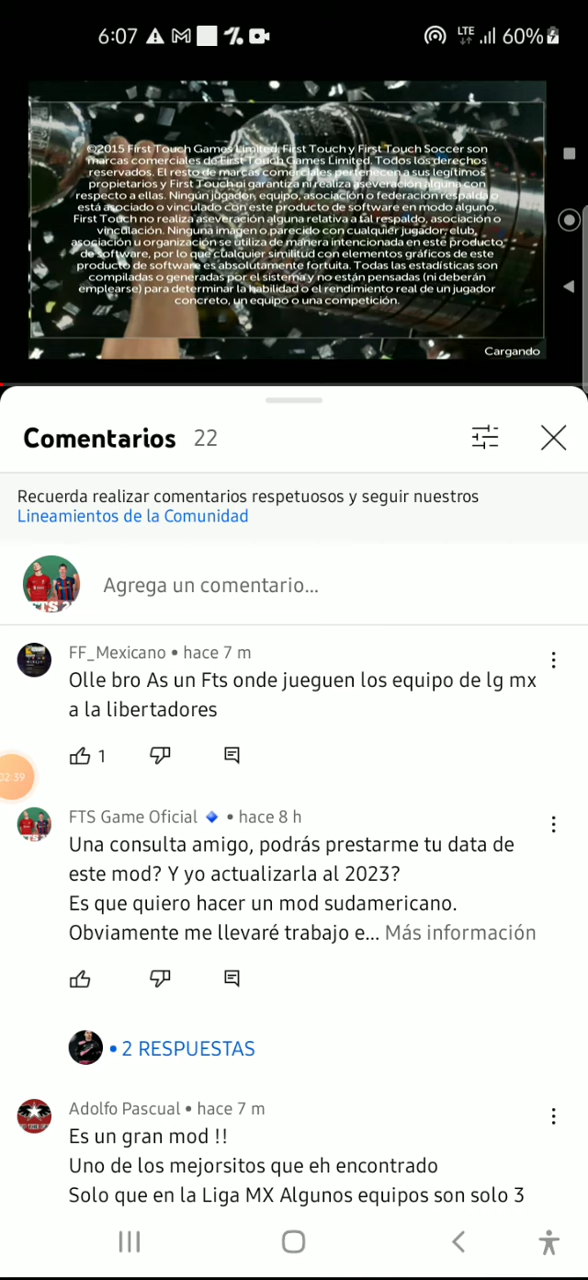 6:07
LTE
60%
©2015 First Touch Games Limited. First Touch y First Touch Soccer son
marcas comerciales de First Touch Games Limited. Todos los derechos
reservados. El resto de marcas comerciales pertenecen a sus legítimos
propietarios y First Touch ni garantiza ni realiza aseveración alguna con
respecto a ellas. Ningún jugador, equipo, asociación o federación respalda o
está asociado o vinculado con este producto de software en modo alguno.
First Touch no realiza aseveración alguna relativa a tal respaldo, asociación o
vinculación. Ninguna imagen o parecido con cualquier jugador, club,
asociación u organización se utiliza de manera intencionada en este producto
de software, por lo que cualquier similitud con elementos gráficos de este
producto de software es absolutamente fortuita. Todas las estadísticas son
compiladas o generadas por el sistema y no están pensadas (ni deberán
emplearse) para determinar la habilidad o el rendimiento real de un jugador
concreto, un equipo o una competición.
Cargando
Comentarios 22
Recuerda realizar comentarios respetuosos y seguir nuestros
Lineamientos de la Comunidad
Agrega un comentario...
FF_Mexicano • hace 7 m
Olle bro As un Fts onde jueguen los equipo de lg mx
a la libertadores
1
02:39
FTS Game Oficial • hace 8 h
Una consulta amigo, podrás prestarme tu data de
este mod? Y yo actualizarla al 2023?
Es que quiero hacer un mod sudamericano.
Obviamente me llevaré trabajo e... Más información
• 2 RESPUESTAS
Adolfo Pascual • hace 7 m
Es un gran mod !!
Uno de los mejorsitos que eh encontrado
Solo que en la Liga MX Algunos equipos son solo 3